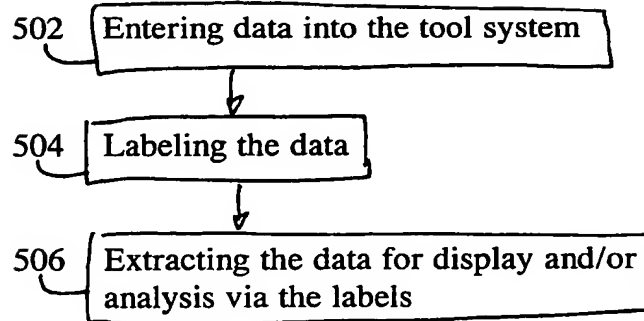 502 Entering data into the tool system
504 Labeling the data
506 Extracting the data for display and/or
analysis via the labels